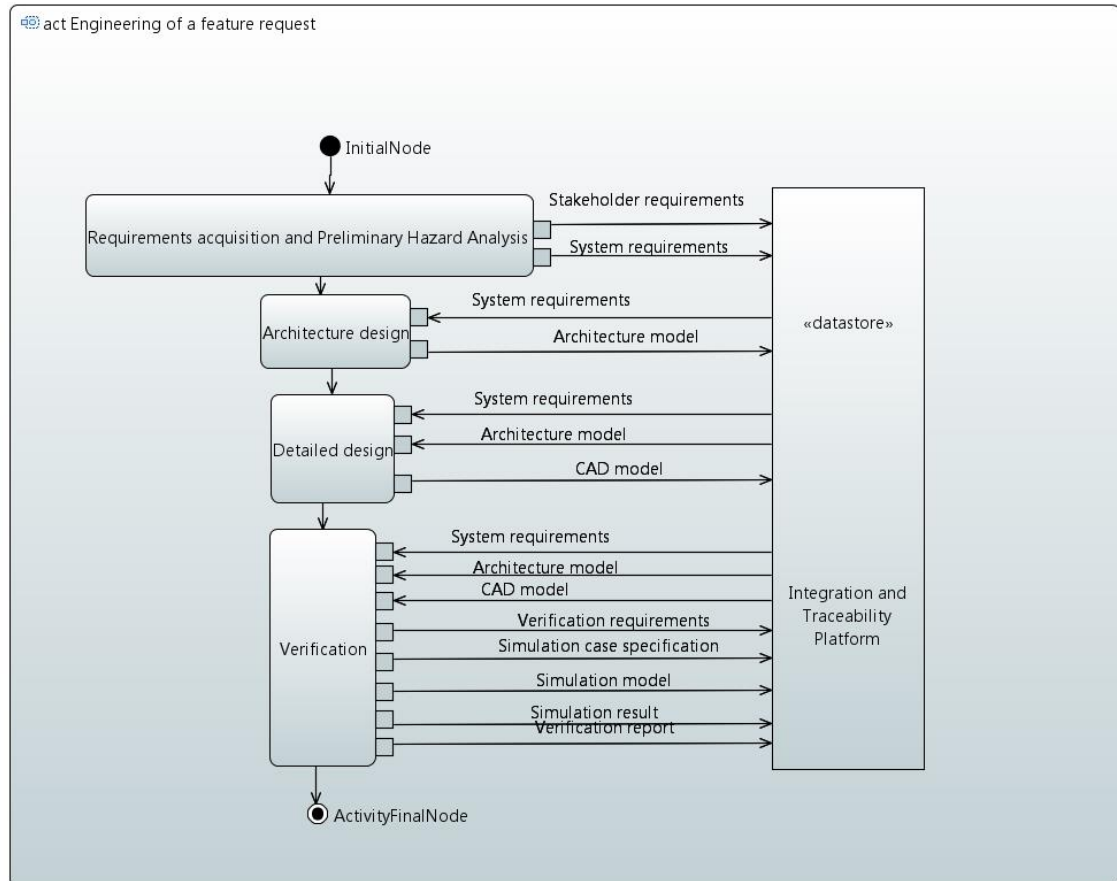 act Engineering of a feature request
InitialNode
Stakeholder requirements
Requirements acquisition and Preliminary Hazard Analysis
System requirements
System requirements
«datastore»
Architecture design
Architecture model
System requirements
Architecture model
Detailed design
CAD model
System requirements
Architecture model
CAD model
Integration and
Traceability
Platform
Verification requirements
Simulation case specification
Verification
Simulation model
Simulation result
Verification report
ActivityFinalNode